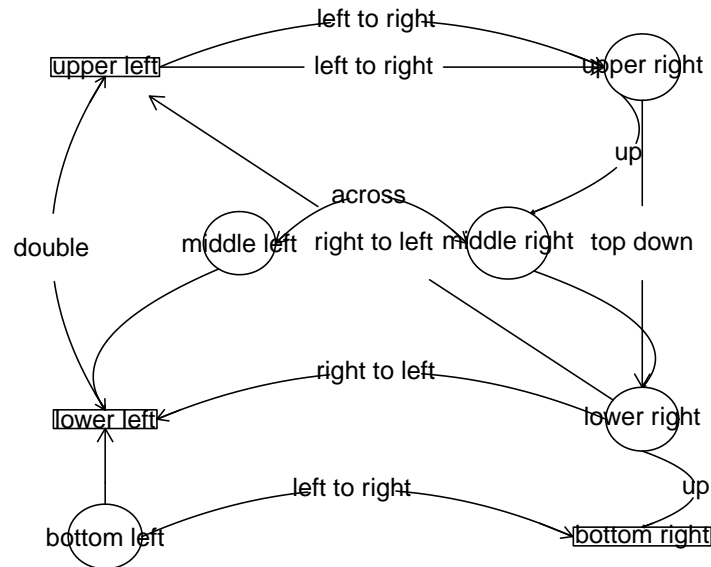 left to right
upper left
left to right
upper right
up
across
double
middle left
right to left
middle right
top down
right to left
lower left
lower right
left to right
up
bottom left
bottom right